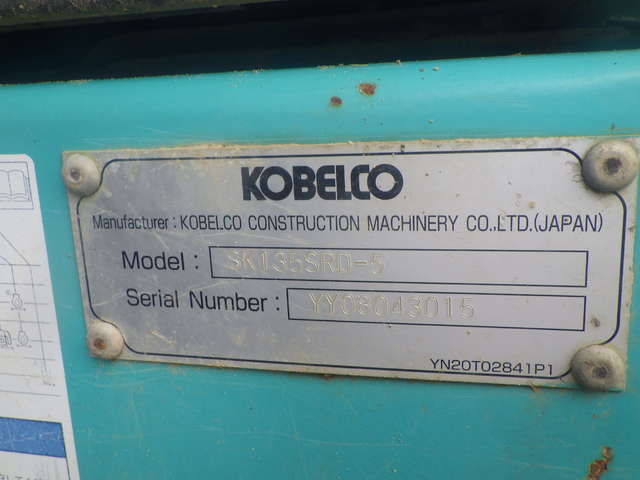 KOBELCO
Manufacturer : KOBELCO CONSTRUCTION MACHINERY CO.,LTD.(JAPAN)
Model : SK135SRD-5
Serial Number : YY08043015
YN20T02841P1